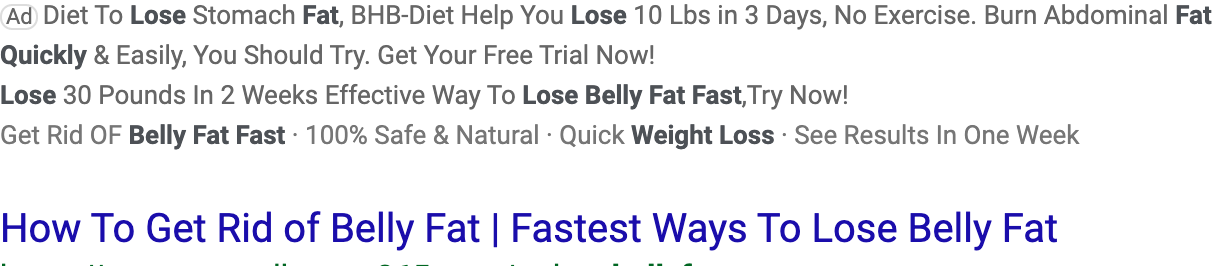 Ad Diet To Lose Stomach Fat, BHB-Diet Help You Lose 10 Lbs in 3 Days, No Exercise. Burn Abdominal Fat
Quickly & Easily, You Should Try. Get Your Free Trial Now!
Lose 30 Pounds In 2 Weeks Effective Way To Lose Belly Fat Fast,Try Now!
Get Rid OF Belly Fat Fast · 100% Safe & Natural · Quick Weight Loss · See Results In One Week
How To Get Rid of Belly Fat | Fastest Ways To Lose Belly Fat